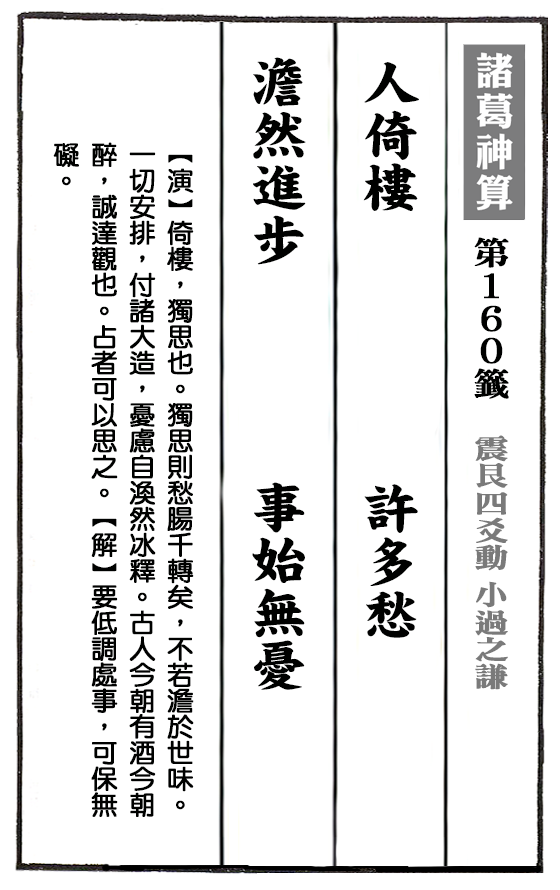 諸葛神算 第160籤 震艮四爻動 小過之謙
人倚樓 許多愁
澹然進步 事始無憂
【演】倚樓，獨思也。獨思則愁腸千轉矣，不若澹於世味。
一切安排，付諸大造，憂慮自渙然冰釋。古人今朝有酒今朝
醉，誠達觀也。占者可以思之。【解】要低調處事，可保無
礙。